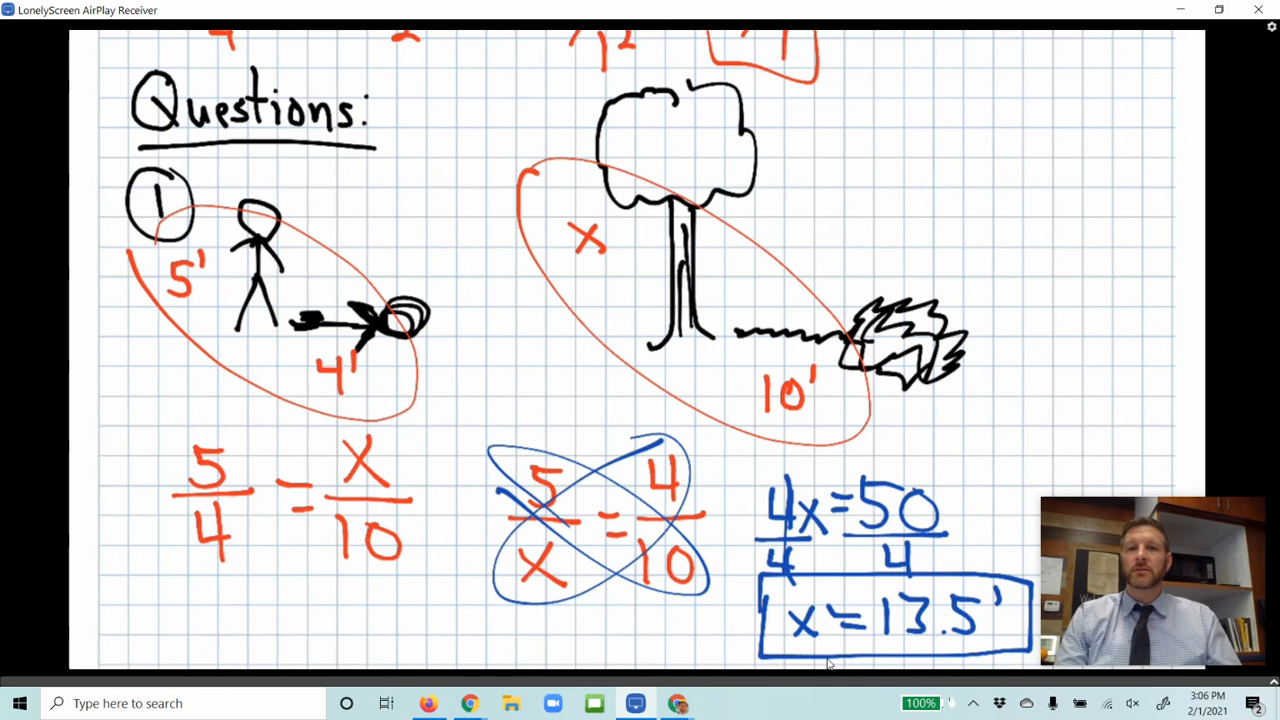 LonelyScreen AirPlay Receiver
Questions:
1
5'
4'
x
10'
5/4 = x/10
5/x = 4/10
4x = 50
4 4
x = 13.5'
Type here to search
100%
3:06 PM
2/1/2021
2